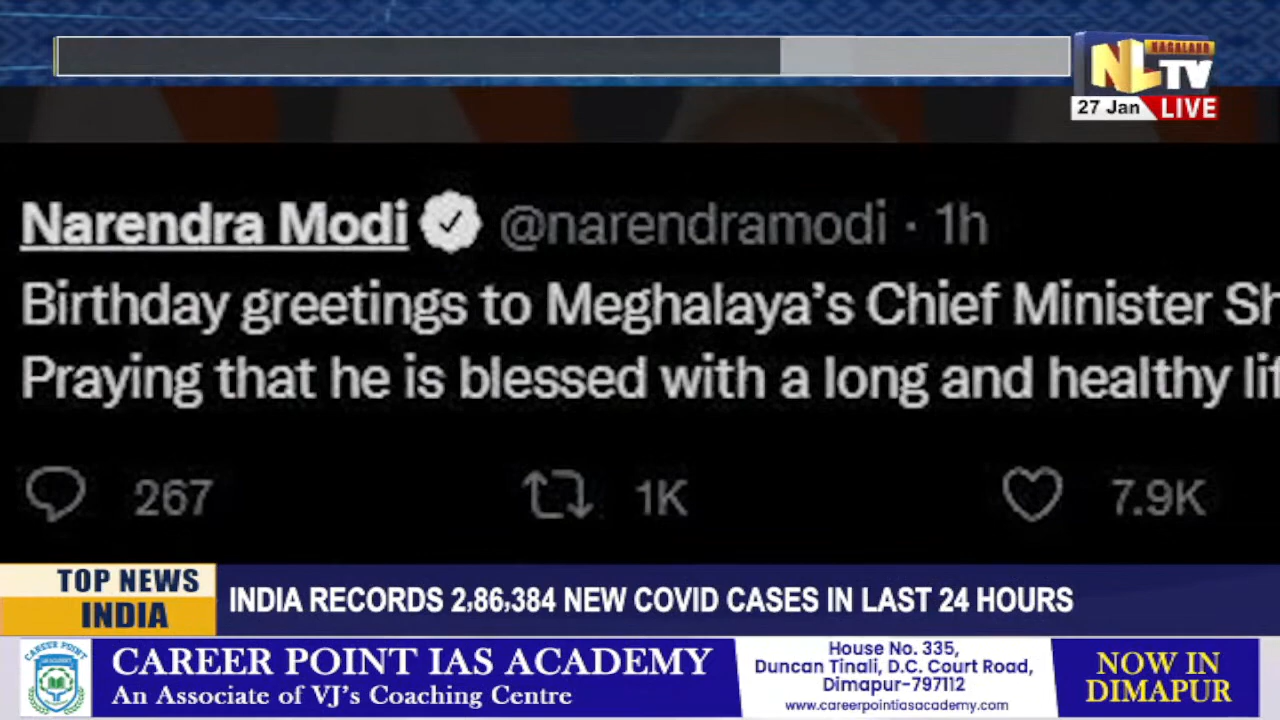 NAGALAND
NLTV
27 Jan LIVE
Narendra Modi @narendramodi · 1h
Birthday greetings to Meghalaya's Chief Minister Sh
Praying that he is blessed with a long and healthy lif
267 1K 7.9K
TOP NEWS
INDIA
INDIA RECORDS 2,86,384 NEW COVID CASES IN LAST 24 HOURS
CAREER POINT
CAREER POINT IAS ACADEMY
An Associate of VJ's Coaching Centre
House No. 335,
Duncan Tinali, D.C. Court Road,
Dimapur-797112
www.careerpointiasacademy.com
NOW IN
DIMAPUR